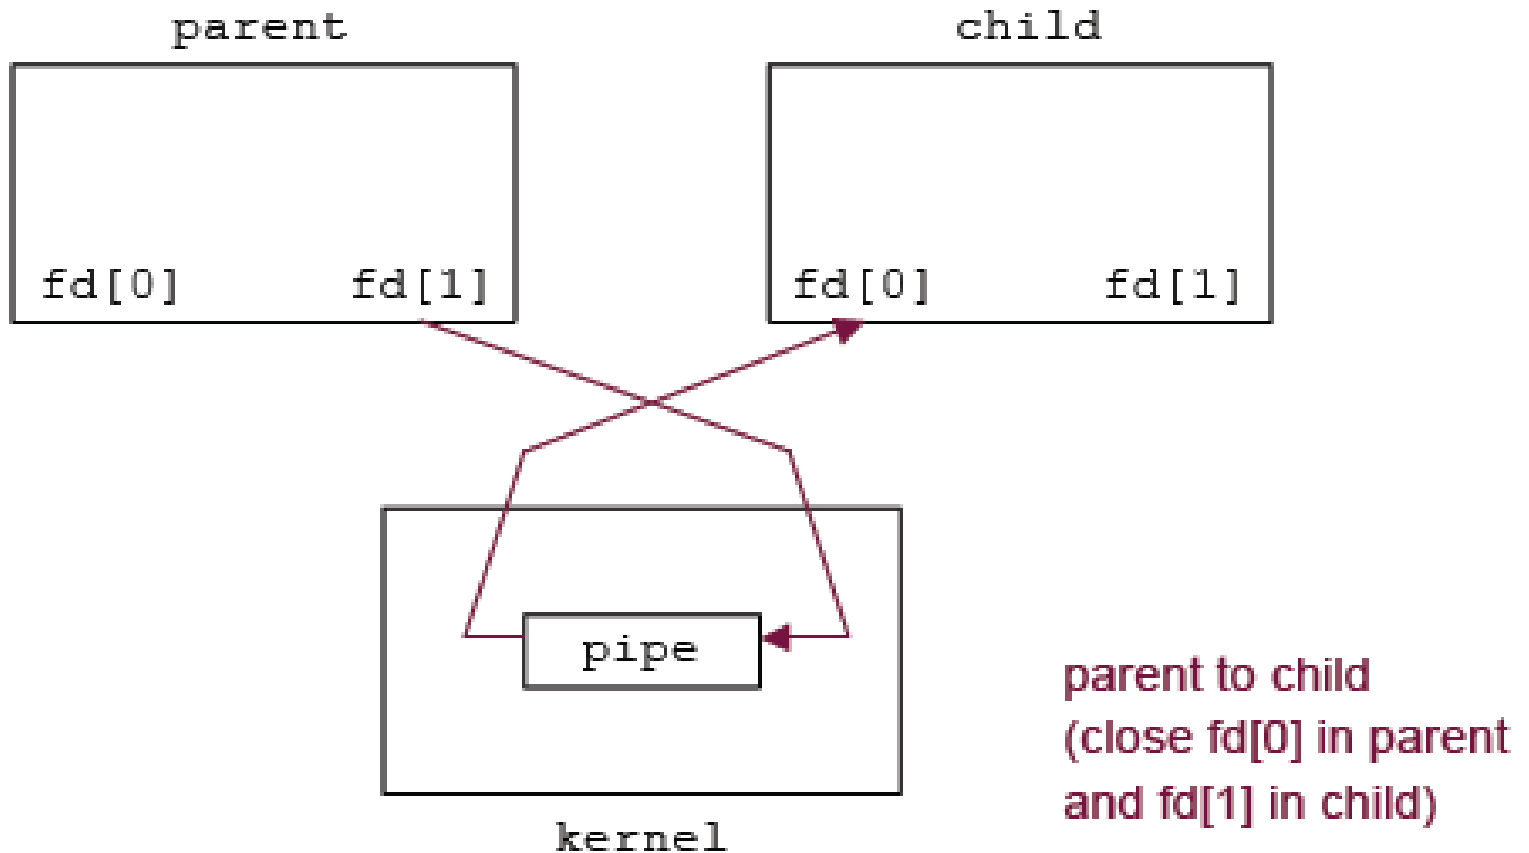 parent
child
fd[0]
fd[1]
fd[0]
fd[1]
pipe
kernel
parent to child
(close fd[0] in parent
and fd[1] in child)